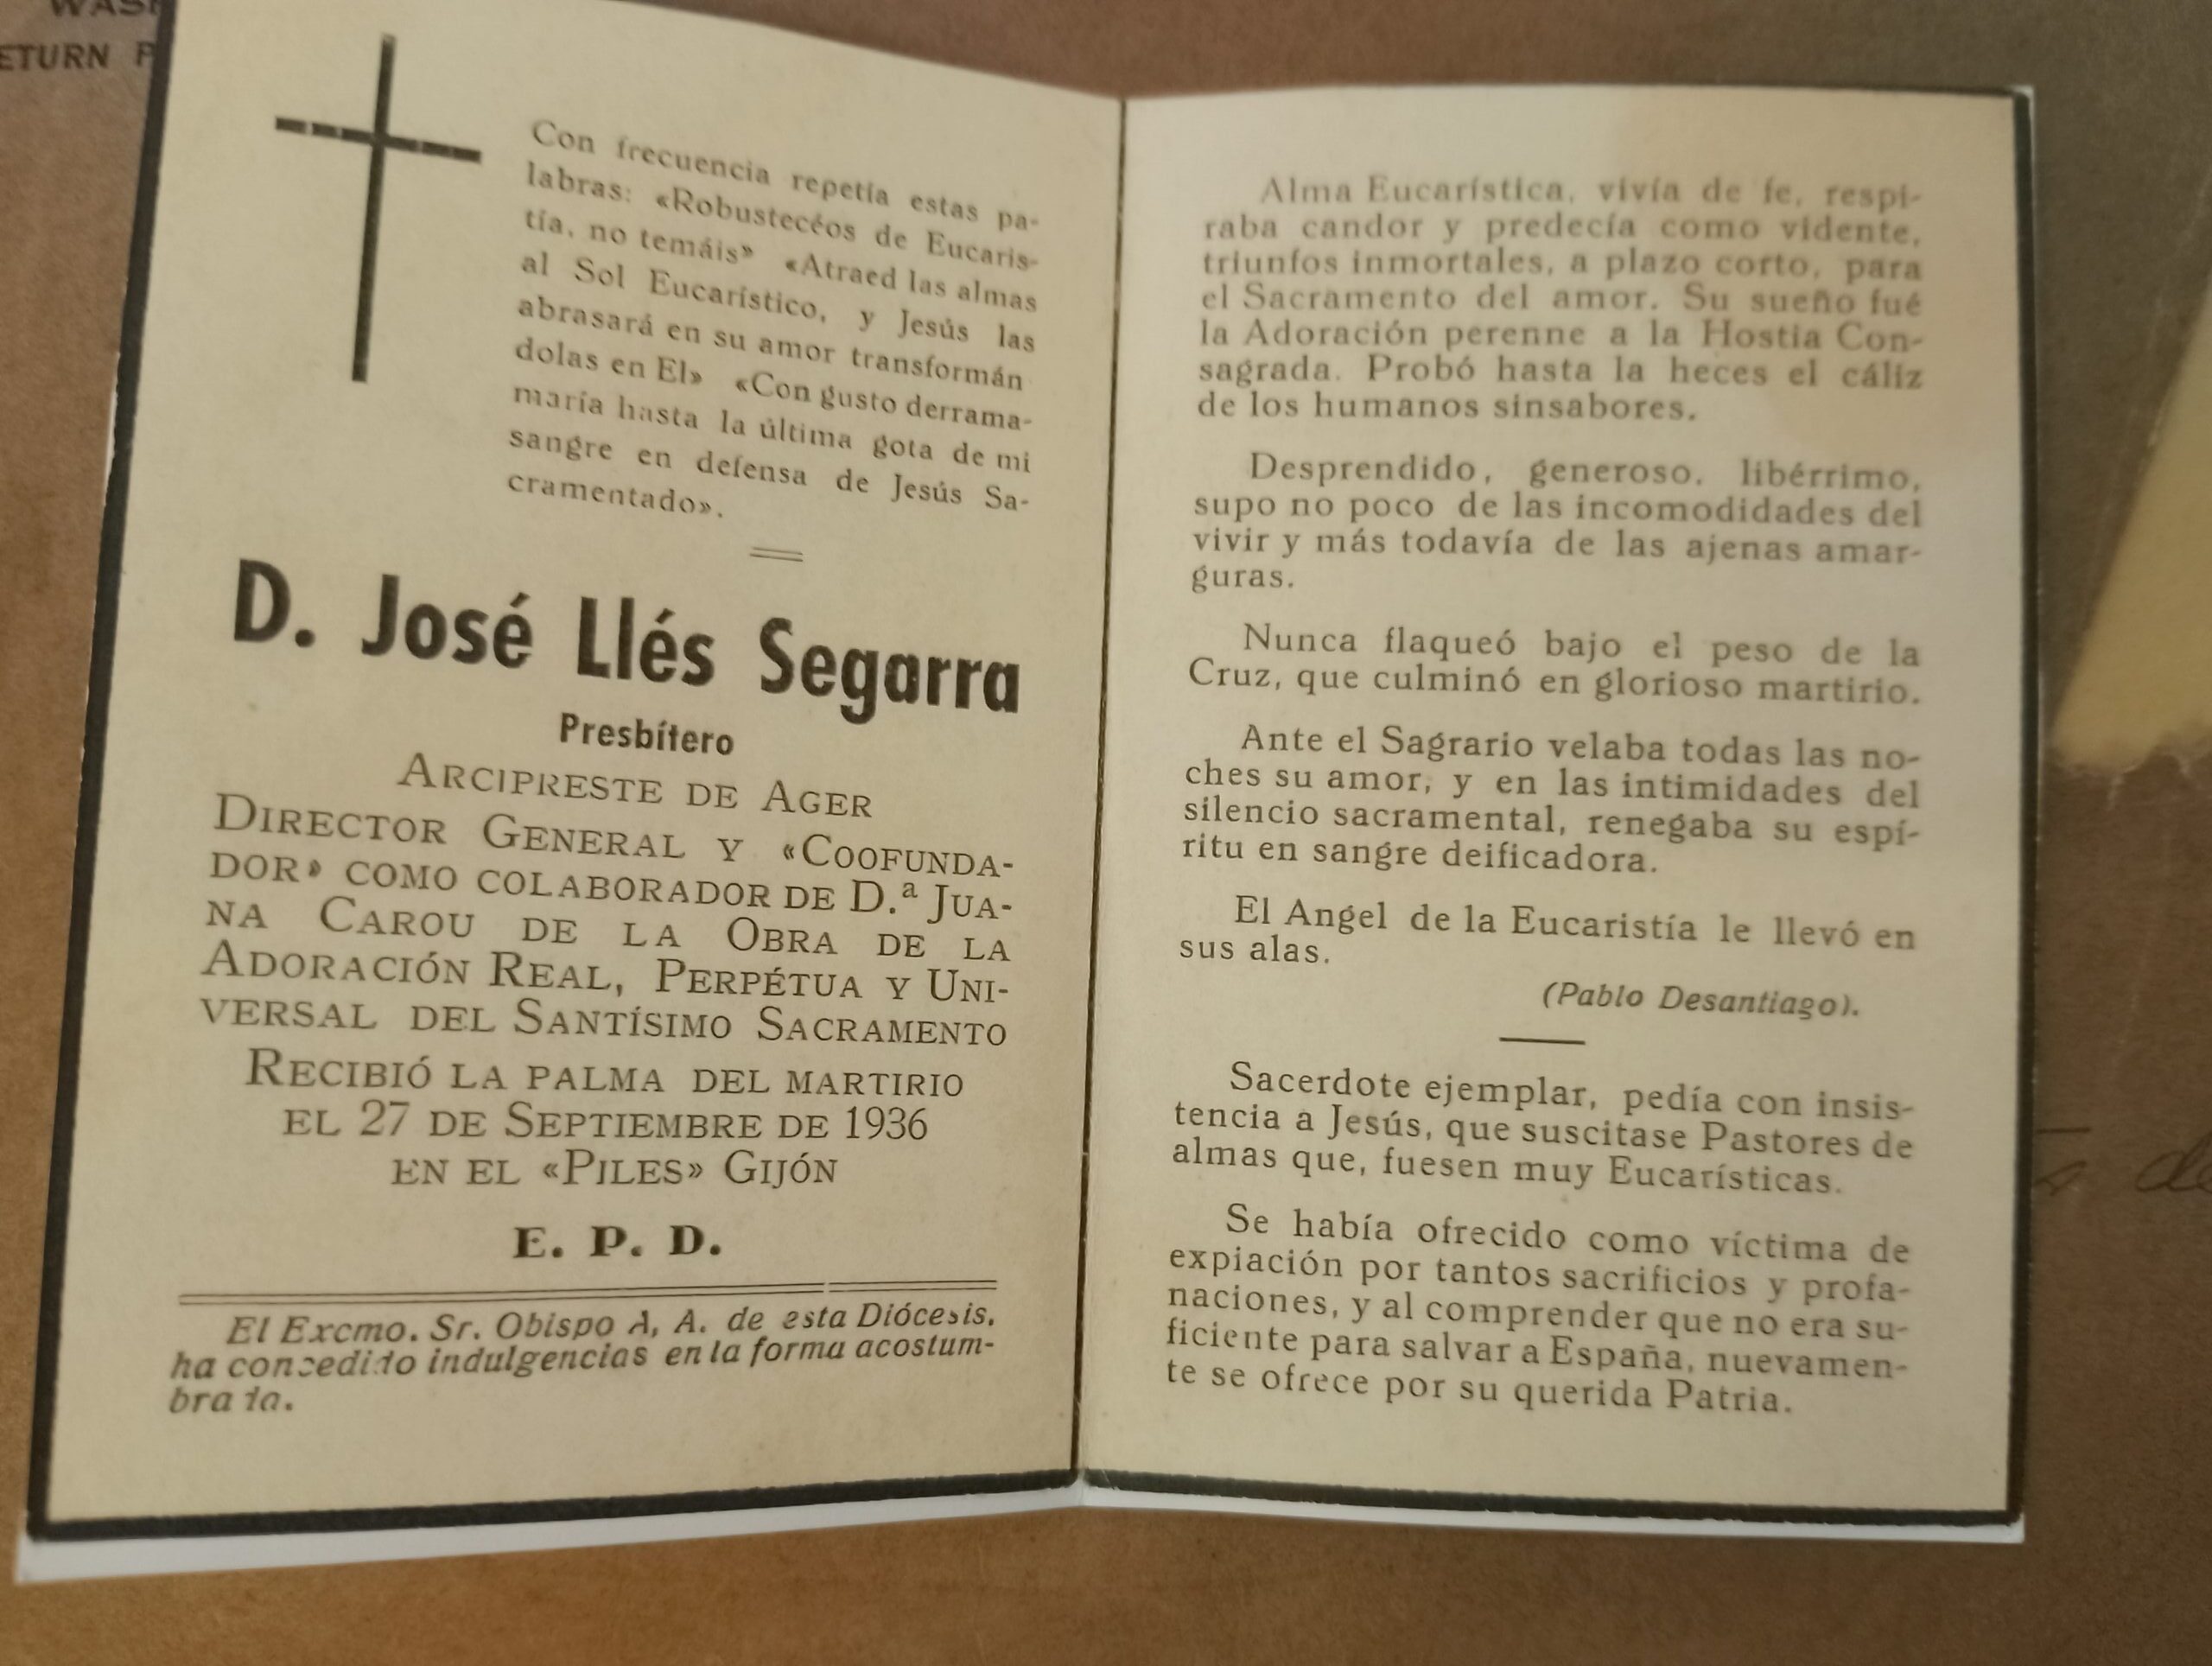 WASH
ETURN P
Con frecuencia repetía estas pa-
labras: «Robustecéos de Eucaris-
tía, no temáis» «Atraed las almas
al Sol Eucarístico, y Jesús las
abrasará en su amor transformán
dolas en El» «Con gusto derrama-
maría hasta la última gota de mi
sangre en defensa de Jesús Sa-
cramentado».
D. José Llés Segarra
Presbítero
ARCIPRESTE DE AGER
DIRECTOR GENERAL Y «COOFUNDA-
DOR» COMO COLABORADOR DE D.ª JUA-
NA CAROU DE LA OBRA DE LA
ADORACIÓN REAL, PERPÉTUA Y UNI-
VERSAL DEL SANTÍSIMO SACRAMENTO
RECIBIÓ LA PALMA DEL MARTIRIO
EL 27 DE SEPTIEMBRE DE 1936
EN EL «PILES» GIJÓN
E. P. D.
El Excmo. Sr. Obispo A, A. de esta Diócesis,
ha concedido indulgencias en la forma acostum-
brada.
Alma Eucarística, vivía de fe, respi-
raba candor y predecía como vidente,
triunfos inmortales, a plazo corto, para
el Sacramento del amor. Su sueño fué
la Adoración perenne a la Hostia Con-
sagrada. Probó hasta la heces el cáliz
de los humanos sinsabores.
Desprendido, generoso, libérrimo,
supo no poco de las incomodidades del
vivir y más todavía de las ajenas amar-
guras.
Nunca flaqueó bajo el peso de la
Cruz, que culminó en glorioso martirio.
Ante el Sagrario velaba todas las no-
ches su amor, y en las intimidades del
silencio sacramental, renegaba su espí-
ritu en sangre deificadora.
El Angel de la Eucaristía le llevó en
sus alas.
(Pablo Desantiago).
Sacerdote ejemplar, pedía con insis-
tencia a Jesús, que suscitase Pastores de
almas que, fuesen muy Eucarísticas.
Se había ofrecido como víctima de
expiación por tantos sacrificios y profa-
naciones, y al comprender que no era su-
ficiente para salvar a España, nuevamen-
te se ofrece por su querida Patria.